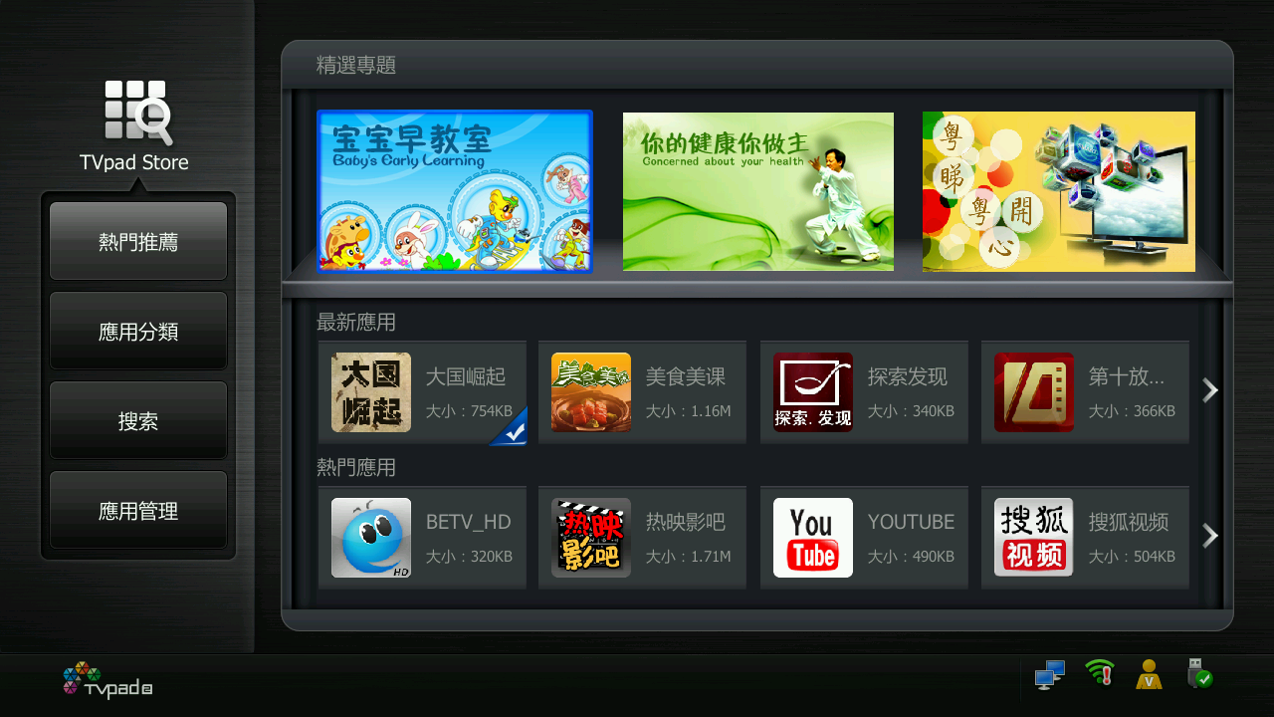 TVpad Store
熱門推薦
應用分類
搜索
應用管理
精選專題
宝宝早教室
Baby's Early Learning
你的健康你做主
Concerned about your health
粵
睇
粵
開
心
最新應用
大国
崛起
大国崛起
大小：754KB
美食美课
美食美课
大小：1.16M
探索.发现
探索发现
大小：340KB
10
第十放...
大小：366KB
熱門應用
HD
BETV_HD
大小：320KB
热映
影吧
热映影吧
大小：1.71M
You
Tube
YOUTUBE
大小：490KB
搜狐
视频
搜狐视频
大小：504KB
TVpad2
V